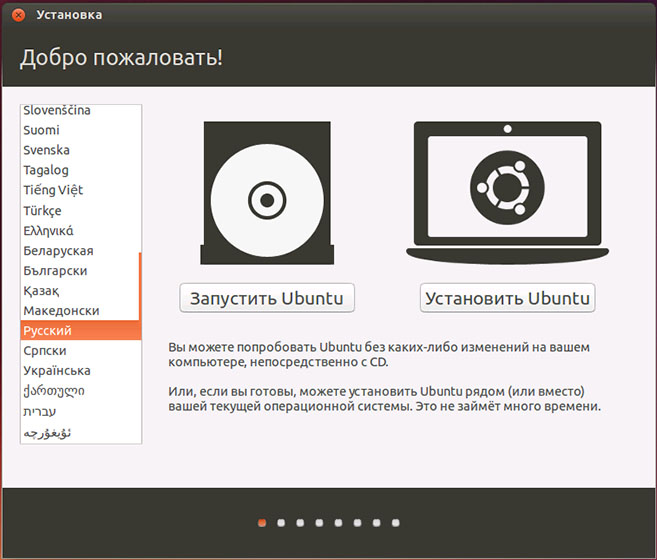 Установка
Добро пожаловать!
Slovenščina
Suomi
Svenska
Tagalog
Tiếng Việt
Türkçe
Ελληνικά
Беларуская
Български
Қазақ
Македонски
Русский
Српски
Українська
ქართული
עברית
ئۇيغۇرچە
Запустить Ubuntu
Установить Ubuntu
Вы можете попробовать Ubuntu без каких-либо изменений на вашем
компьютере, непосредственно с CD.
Или, если вы готовы, можете установить Ubuntu рядом (или вместо)
вашей текущей операционной системы. Это не займёт много времени.